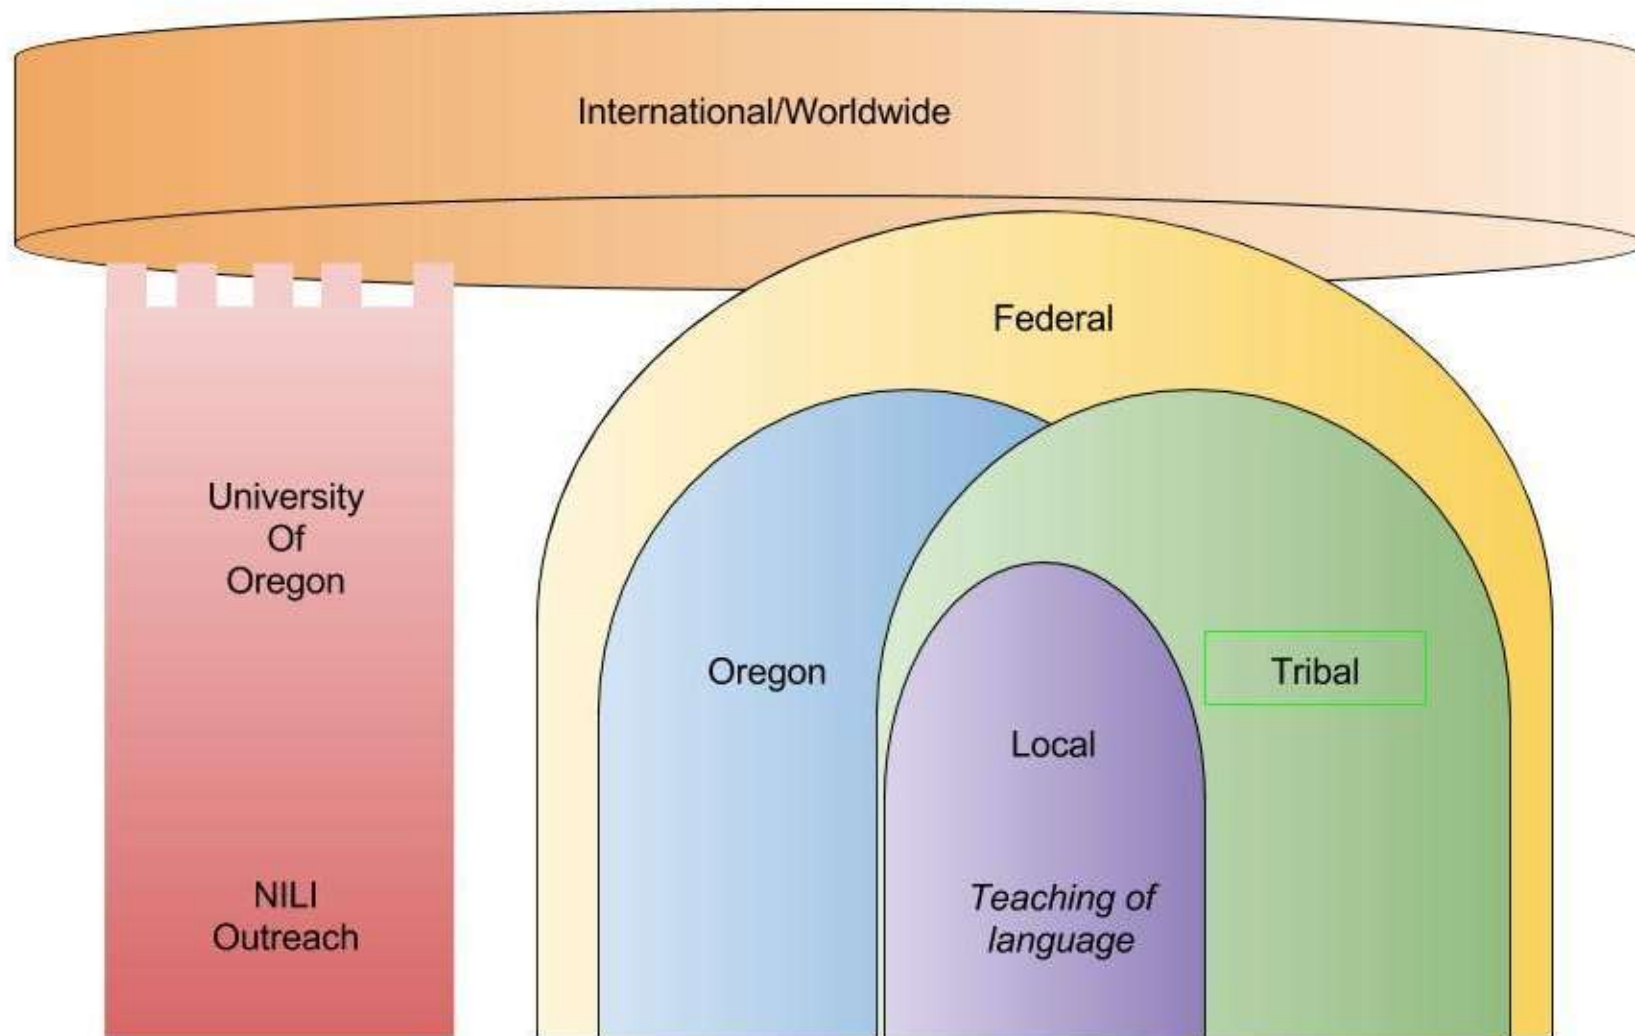 International/Worldwide
Federal
University
Of
Oregon
Oregon
Tribal
Local
NILI
Outreach
Teaching of
language